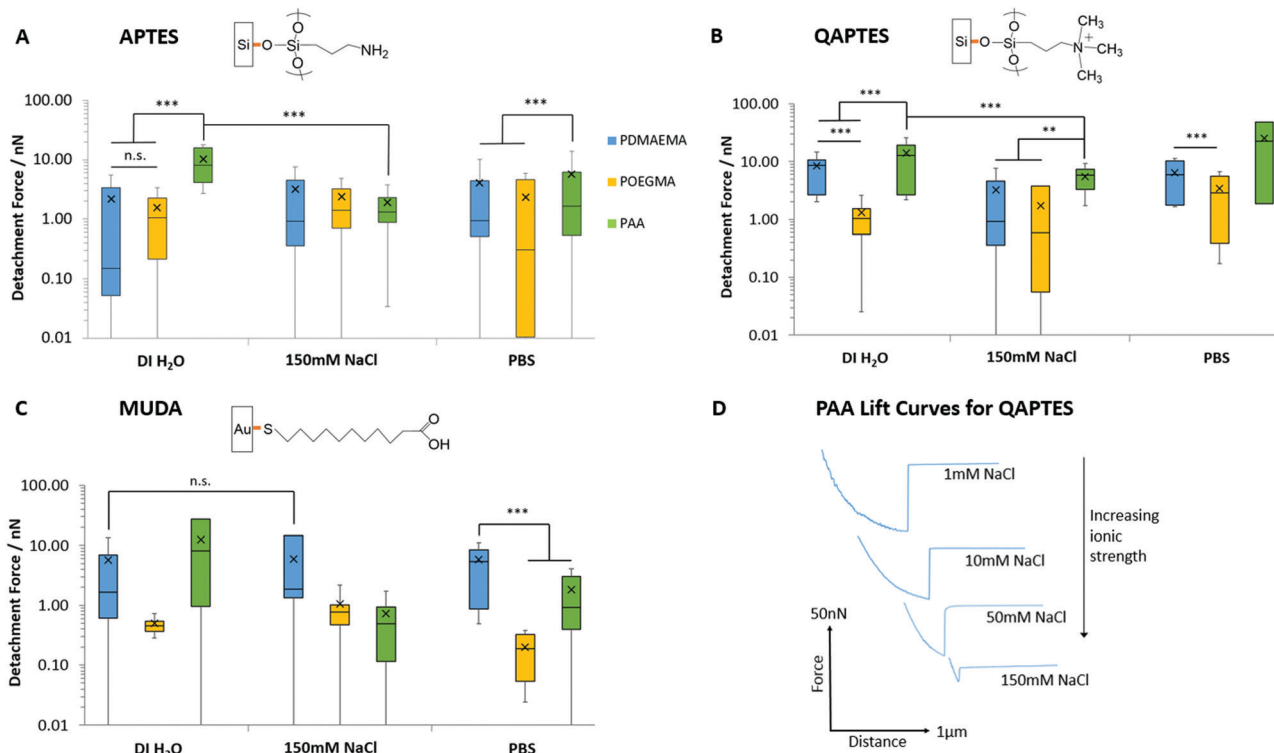 A APTES
Si O Si O O NH2
***
***
***
n.s.
Detachment Force / nN
100.00
10.00
1.00
0.10
0.01
DI H2O 150mM NaCl PBS
PDMAEMA
POEGMA
PAA
B QAPTES
Si O Si O O N + CH3 CH3 CH3
***
***
***
**
***
Detachment Force / nN
100.00
10.00
1.00
0.10
0.01
DI H2O 150mM NaCl PBS
C MUDA
Au S O OH
n.s.
***
Detachment Force / nN
100.00
10.00
1.00
0.10
0.01
DI H2O 150mM NaCl PBS
D PAA Lift Curves for QAPTES
1mM NaCl
10mM NaCl
50mM NaCl
150mM NaCl
Increasing
ionic
strength
50nN
Force
Distance 1μm